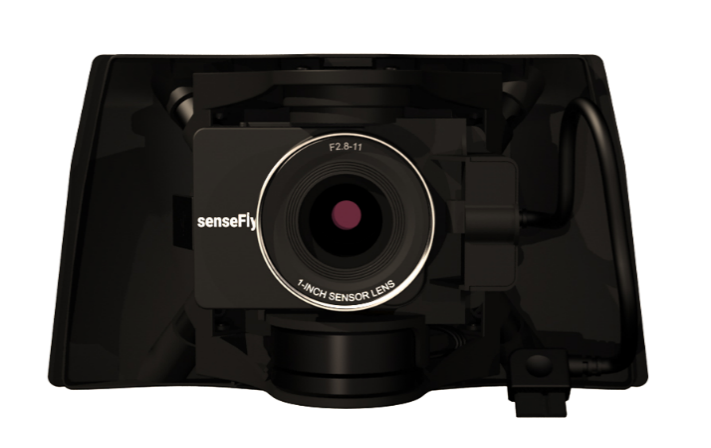 F2.8-11
senseFly
1-INCH SENSOR LENS